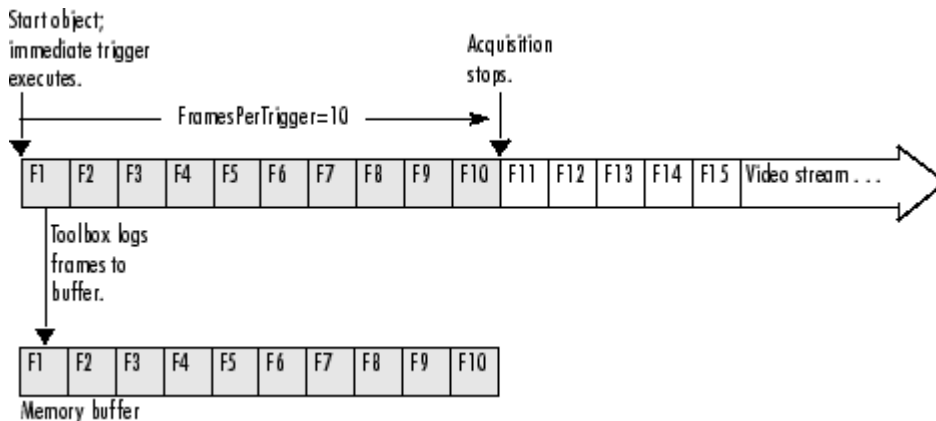 Start object;
immediate trigger
executes.
Acquisition
stops.
FramesPerTrigger=10
F1 F2 F3 F4 F5 F6 F7 F8 F9 F10 F11 F12 F13 F14 F15 Video stream . . .
Toolbox logs
frames to
buffer.
F1 F2 F3 F4 F5 F6 F7 F8 F9 F10
Memory buffer